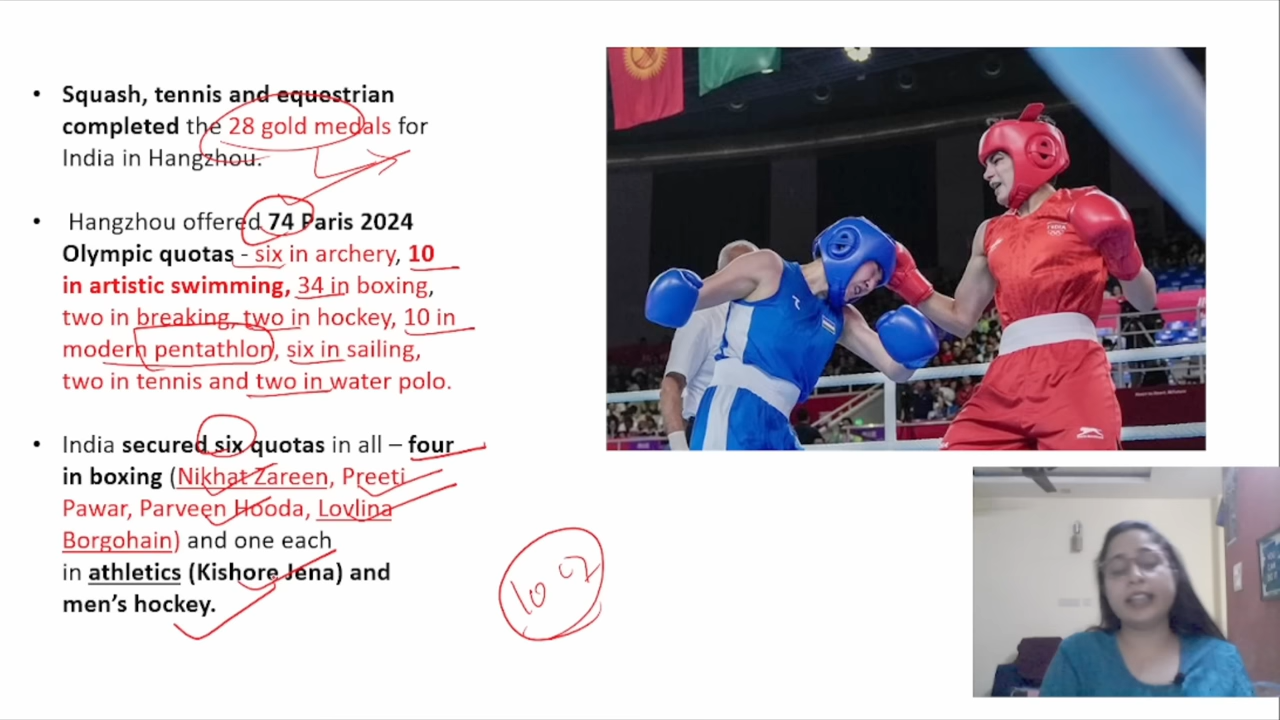 • Squash, tennis and equestrian
completed the 28 gold medals for
India in Hangzhou.
• Hangzhou offered 74 Paris 2024
Olympic quotas - six in archery, 10
in artistic swimming, 34 in boxing,
two in breaking, two in hockey, 10 in
modern pentathlon, six in sailing,
two in tennis and two in water polo.
• India secured six quotas in all – four
in boxing (Nikhat Zareen, Preeti
Pawar, Parveen Hooda, Lovlina
Borgohain) and one each
in athletics (Kishore Jena) and
men’s hockey.
INDIA